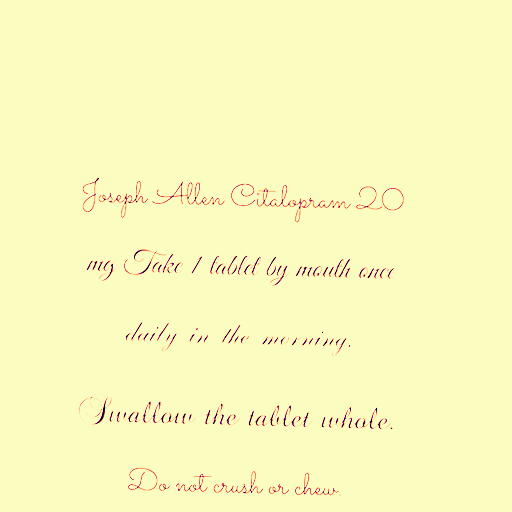 Joseph Allen Citalopram 20
mg Take 1 tablet by mouth once
daily in the morning.
Swallow the tablet whole.
Do not crush or chew.